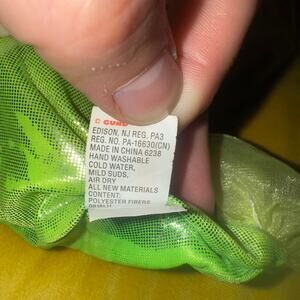 © GUND
EDISON, NJ REG. PA3
REG. NO. PA-16630(CN)
MADE IN CHINA 6238
HAND WASHABLE
COLD WATER,
MILD SUDS,
AIR DRY
ALL NEW MATERIALS
CONTENT:
POLYESTER FIBERS